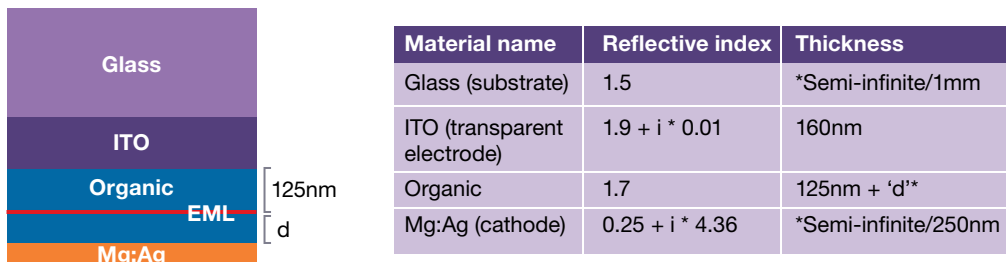 Glass
ITO
Organic
125nm
EML
d
Mg:Ag
Material name Reflective index Thickness
Glass (substrate) 1.5 *Semi-infinite/1mm
ITO (transparent 1.9 + i * 0.01 160nm
electrode)
Organic 1.7 125nm + ‘d’*
Mg:Ag (cathode) 0.25 + i * 4.36 *Semi-infinite/250nm